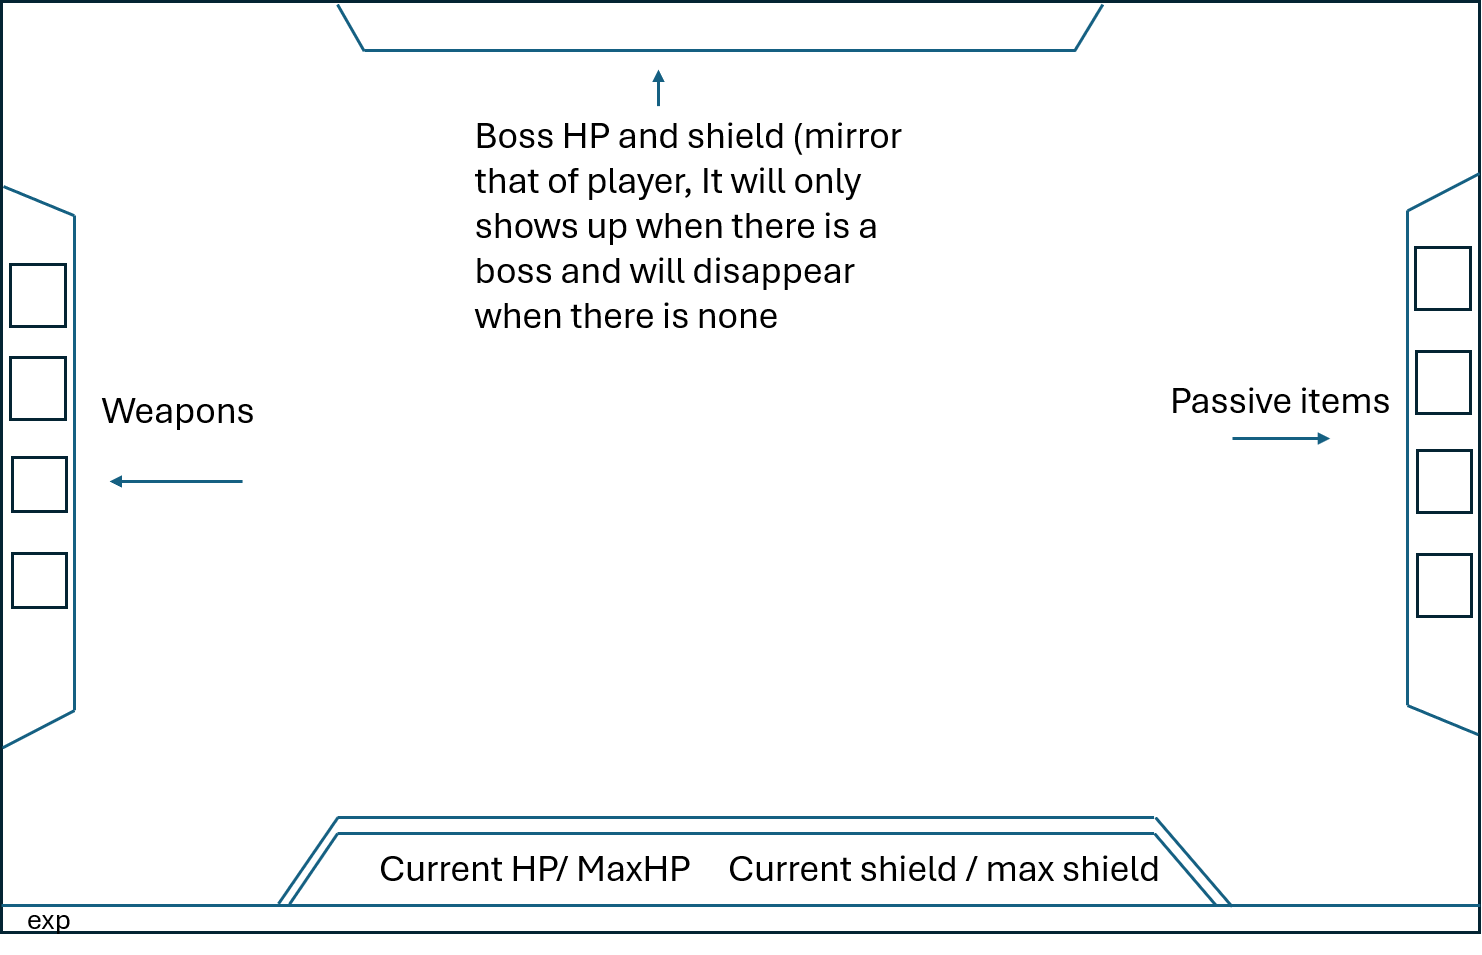 Boss HP and shield (mirror
that of player, It will only
shows up when there is a
boss and will disappear
when there is none
Weapons
Passive items
Current HP/ MaxHP
Current shield / max shield
exp